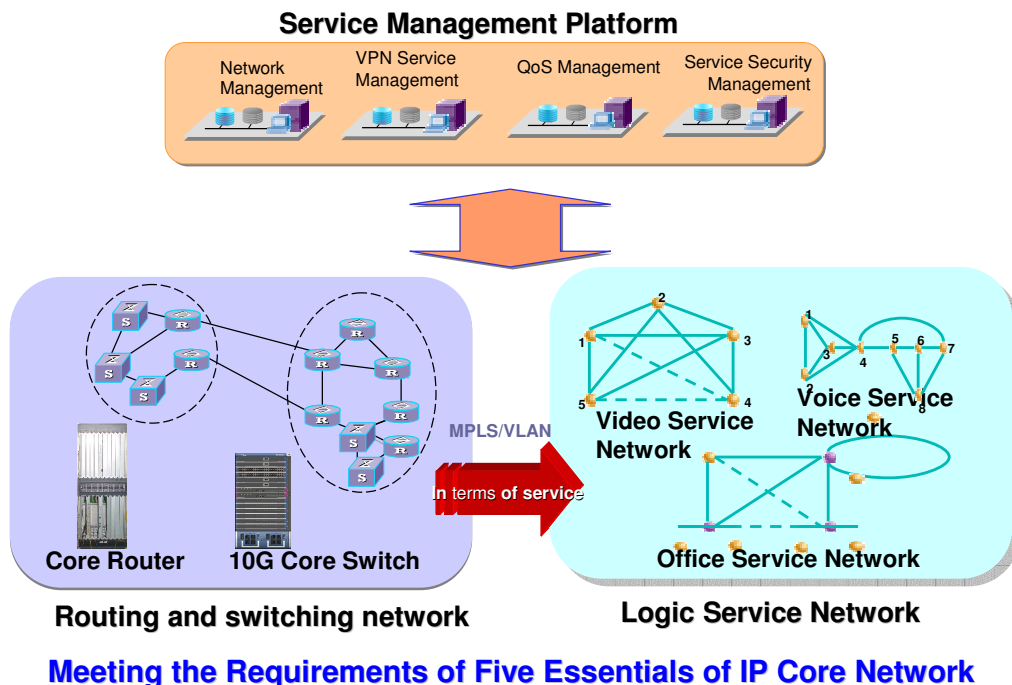 Service Management Platform
Network
Management
VPN Service
Management
QoS Management
Service Security
Management
S
R
S
S
R
R
R
R
R
R
S
S
R
Core Router
10G Core Switch
MPLS/VLAN
In terms of service
1
2
3
4
5
Video Service
Network
1
2
3
4
5
6
7
8
Voice Service
Network
Office Service Network
Routing and switching network
Logic Service Network
Meeting the Requirements of Five Essentials of IP Core Network